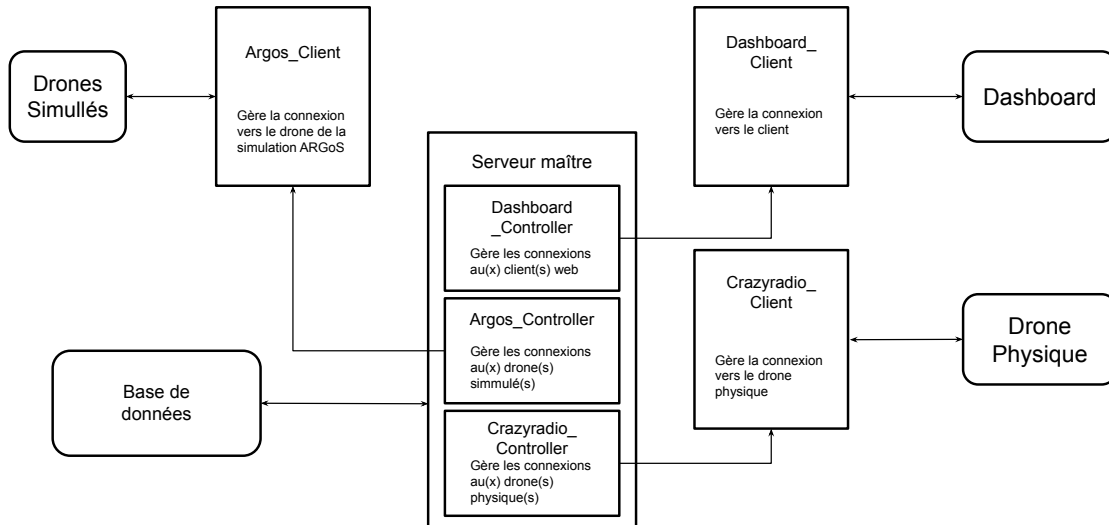 Drones
Simullés
Argos_Client
Gère la connexion
vers le drone de la
simulation ARGoS
Dashboard_
Client
Gère la connexion
vers le client
Dashboard
Serveur maître
Dashboard
_Controller
Gère les connexions
au(x) client(s) web
Argos_Controller
Gère les connexions
au(x) drone(s)
simmulé(s)
Crazyradio_
Controller
Gère les connexions
au(x) drone(s)
physique(s)
Base de
données
Crazyradio_
Client
Gère la connexion
vers le drone
physique
Drone
Physique